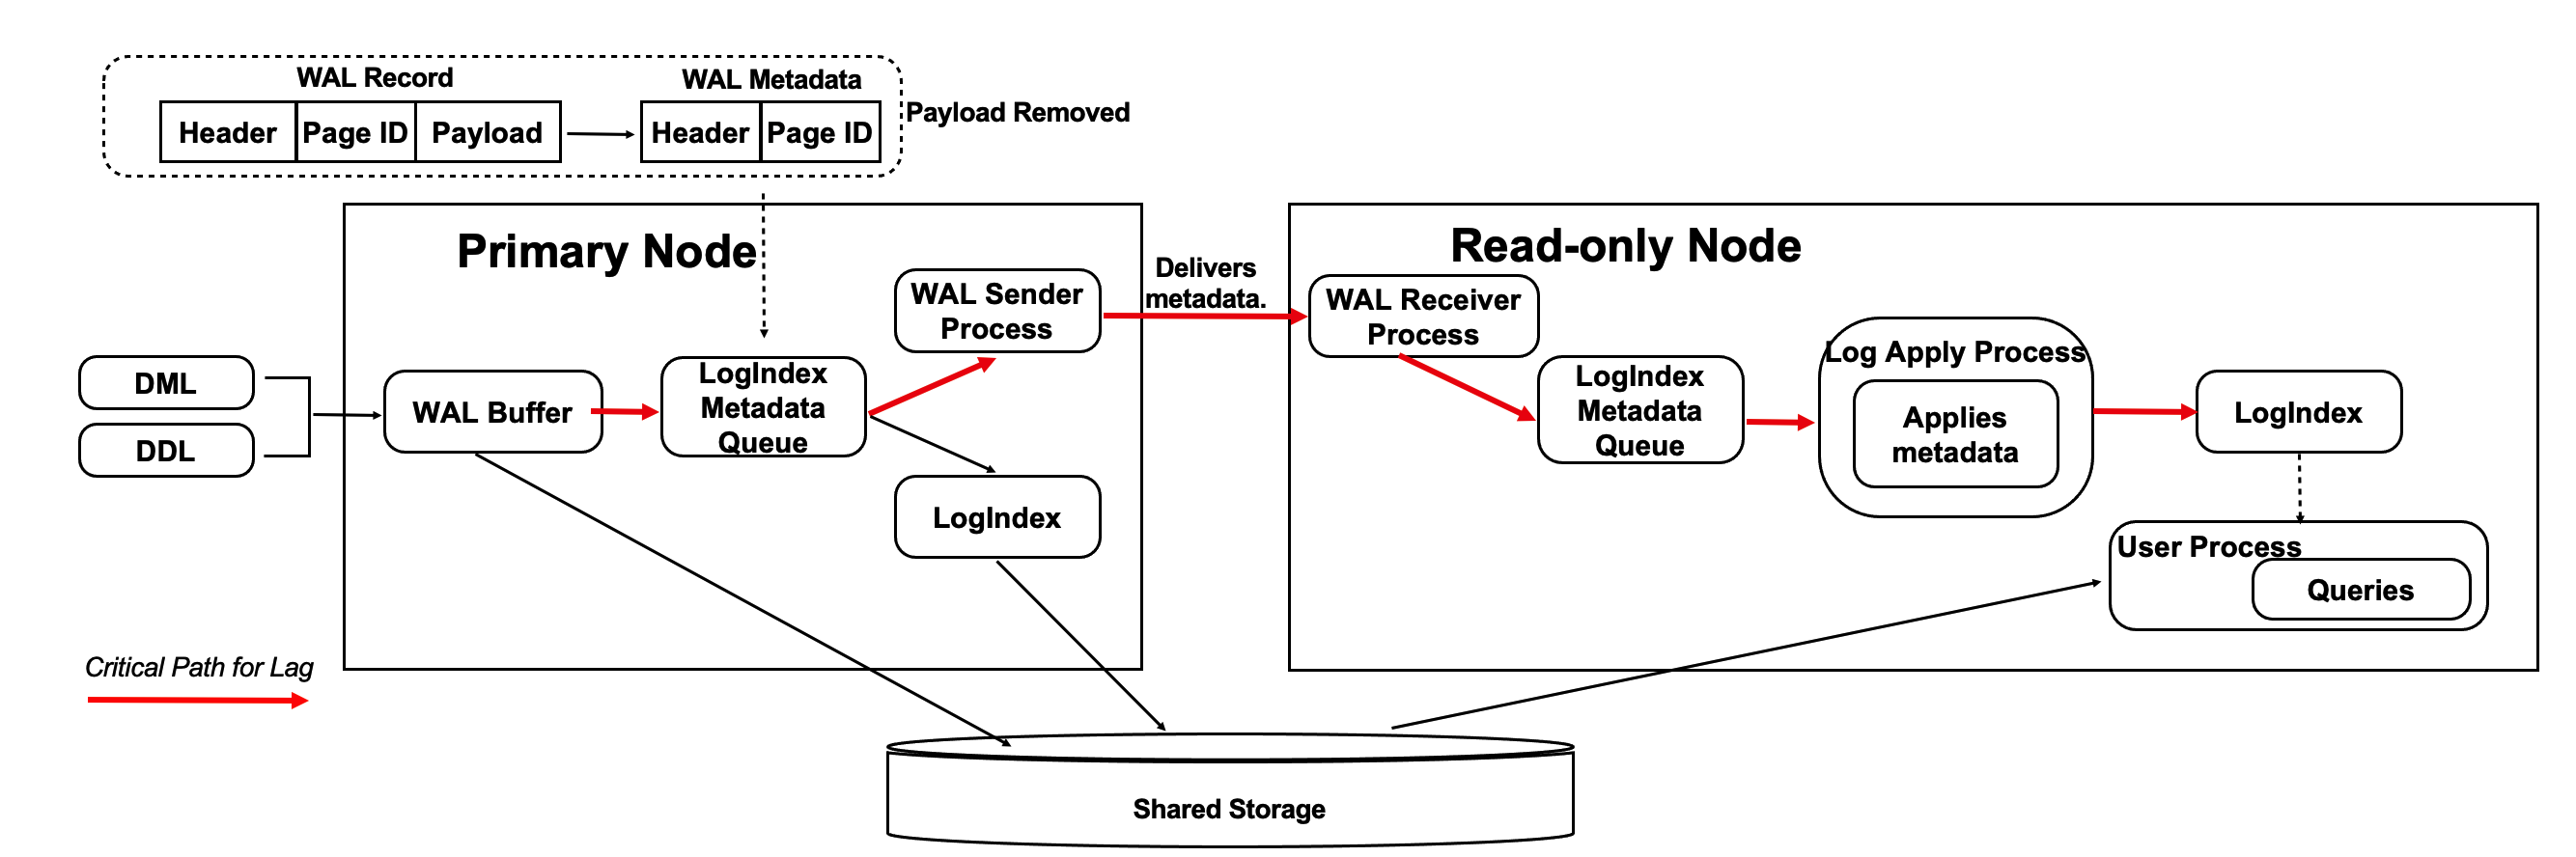 WAL Record
WAL Metadata
Header
Page ID
Payload
Header
Page ID
Payload Removed
Primary Node
Read-only Node
DML
DDL
WAL Buffer
LogIndex
Metadata
Queue
WAL Sender
Process
LogIndex
Delivers
metadata.
WAL Receiver
Process
LogIndex
Metadata
Queue
Log Apply Process
Applies
metadata
LogIndex
User Process
Queries
Critical Path for Lag
Shared Storage